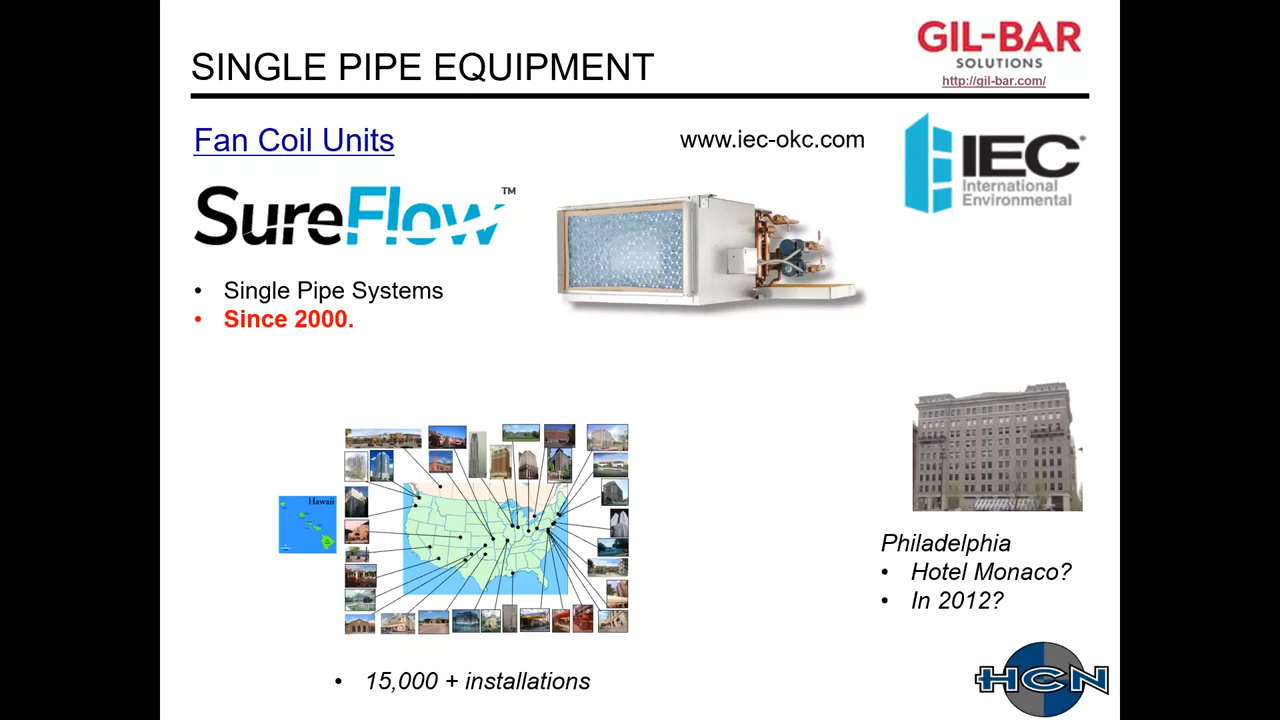 GIL-BAR
SOLUTIONS
http://gil-bar.com/
SINGLE PIPE EQUIPMENT
Fan Coil Units
www.iec-okc.com
IEC®
International
Environmental
SureFlow™
• Single Pipe Systems
• Since 2000.
Hawaii
Philadelphia
• Hotel Monaco?
• In 2012?
• 15,000 + installations
HCN